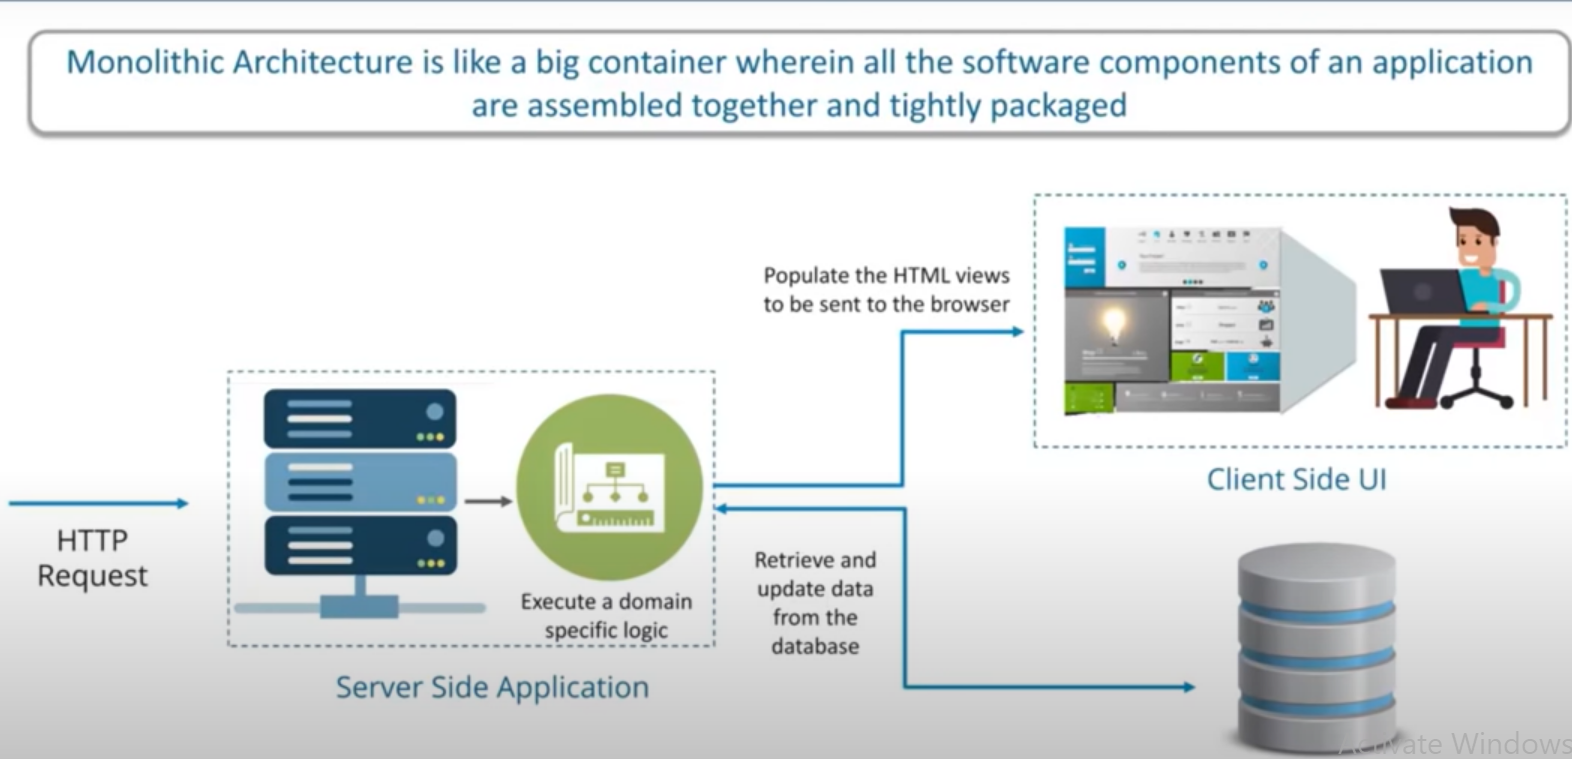 Monolithic Architecture is like a big container wherein all the software components of an application
are assembled together and tightly packaged
Populate the HTML views
to be sent to the browser
Client Side UI
HTTP
Request
Execute a domain
specific logic
Server Side Application
Retrieve and
update data
from the
database
Activate Windows